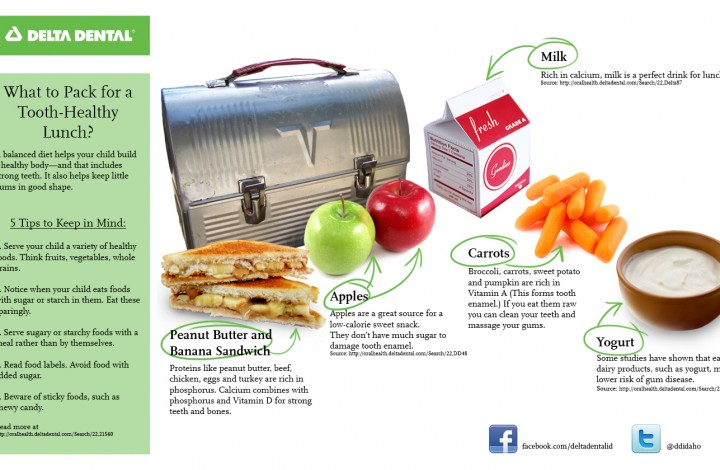 DELTA DENTAL®
What to Pack for a
Tooth-Healthy
Lunch?
balanced diet helps your child build
healthy body—and that includes
strong teeth. It also helps keep little
gums in good shape.
5 Tips to Keep in Mind:
. Serve your child a variety of healthy
foods. Think fruits, vegetables, whole
grains.
. Notice when your child eats foods
with sugar or starch in them. Eat these
sparingly.
. Serve sugary or starchy foods with a
meal rather than by themselves.
. Read food labels. Avoid food with
added sugar.
. Beware of sticky foods, such as
chewy candy.
Read more at
http://oralhealth.deltadental.com/Search/22,21560
Milk
Rich in calcium, milk is a perfect drink for lunch
Source: http://oralhealth.deltadental.com/Search/22,Delta87
fresh
GRADE A
Nutrition Facts
Goodies
Carrots
Broccoli, carrots, sweet potato
and pumpkin are rich in
Vitamin A (This forms tooth
enamel.) If you eat them raw
you can clean your teeth and
massage your gums.
Apples
Apples are a great source for a
low-calorie sweet snack.
They don't have much sugar to
damage tooth enamel.
Source: http://oralhealth.deltadental.com/Search/22,DD48
Peanut Butter and
Banana Sandwich
Proteins like peanut butter, beef,
chicken, eggs and turkey are rich in
phosphorus. Calcium combines with
phosphorus and Vitamin D for strong
teeth and bones.
Yogurt
Some studies have shown that
dairy products, such as yogurt,
lower risk of gum disease.
Source: http://oralhealth.deltadental.com/Search/
facebook.com/deltadentalid
@ddidaho